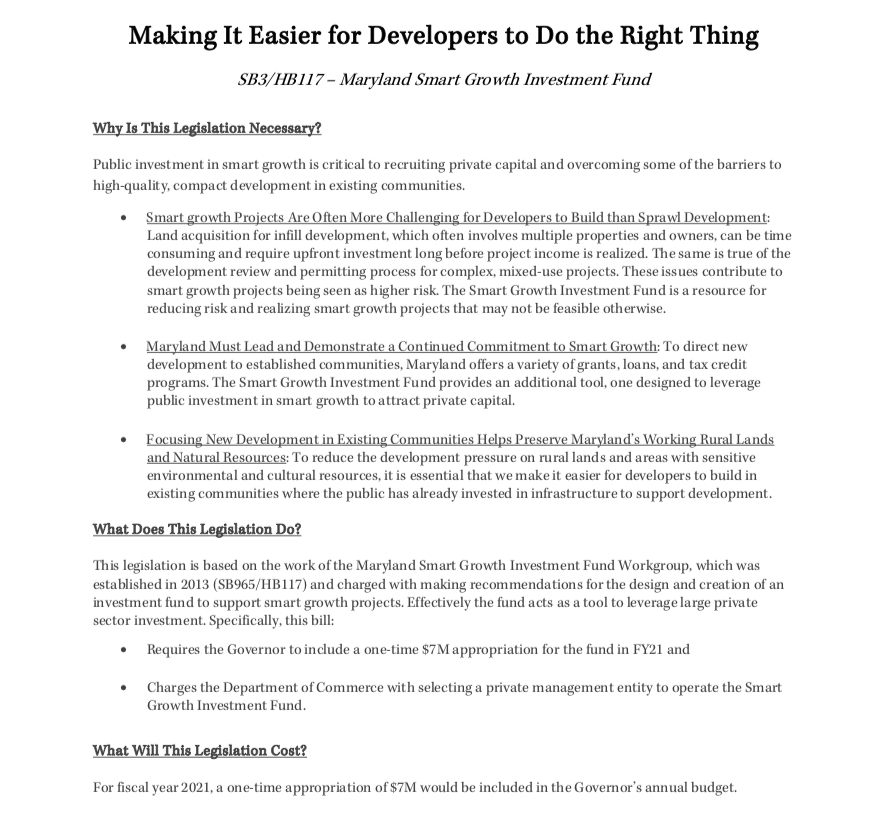 Making It Easier for Developers to Do the Right Thing
SB3/HB117 – Maryland Smart Growth Investment Fund
Why Is This Legislation Necessary?
Public investment in smart growth is critical to recruiting private capital and overcoming some of the barriers to
high-quality, compact development in existing communities.
• Smart growth Projects Are Often More Challenging for Developers to Build than Sprawl Development:
Land acquisition for infill development, which often involves multiple properties and owners, can be time
consuming and require upfront investment long before project income is realized. The same is true of the
development review and permitting process for complex, mixed-use projects. These issues contribute to
smart growth projects being seen as higher risk. The Smart Growth Investment Fund is a resource for
reducing risk and realizing smart growth projects that may not be feasible otherwise.
• Maryland Must Lead and Demonstrate a Continued Commitment to Smart Growth: To direct new
development to established communities, Maryland offers a variety of grants, loans, and tax credit
programs. The Smart Growth Investment Fund provides an additional tool, one designed to leverage
public investment in smart growth to attract private capital.
• Focusing New Development in Existing Communities Helps Preserve Maryland's Working Rural Lands
and Natural Resources: To reduce the development pressure on rural lands and areas with sensitive
environmental and cultural resources, it is essential that we make it easier for developers to build in
existing communities where the public has already invested in infrastructure to support development.
What Does This Legislation Do?
This legislation is based on the work of the Maryland Smart Growth Investment Fund Workgroup, which was
established in 2013 (SB965/HB117) and charged with making recommendations for the design and creation of an
investment fund to support smart growth projects. Effectively the fund acts as a tool to leverage large private
sector investment. Specifically, this bill:
• Requires the Governor to include a one-time $7M appropriation for the fund in FY21 and
• Charges the Department of Commerce with selecting a private management entity to operate the Smart
Growth Investment Fund.
What Will This Legislation Cost?
For fiscal year 2021, a one-time appropriation of $7M would be included in the Governor's annual budget.